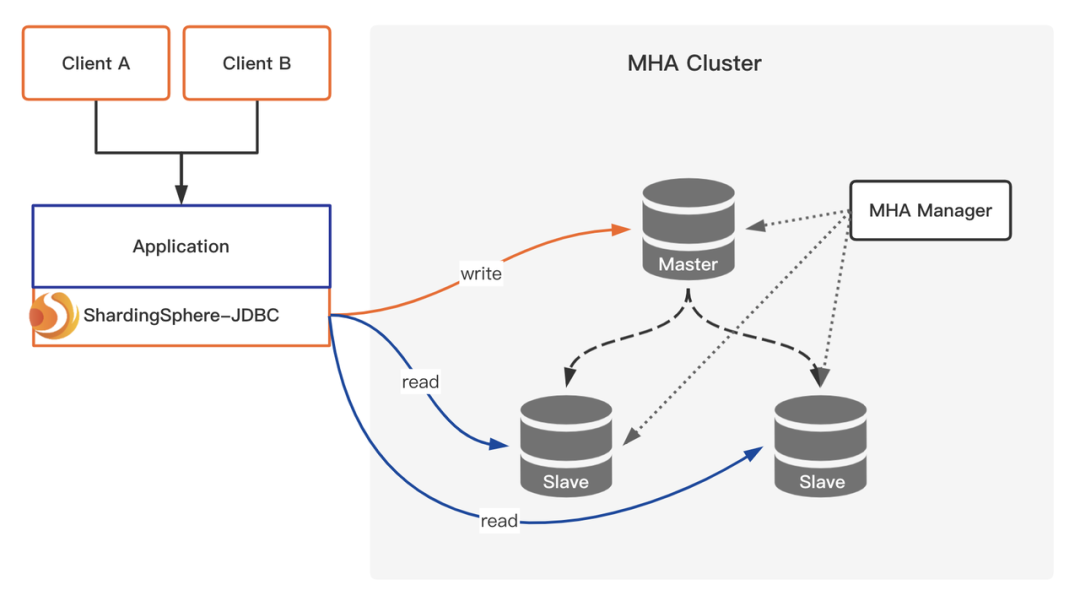 Client A
Client B
MHA Cluster
MHA Manager
Application
Master
write
ShardingSphere-JDBC
read
Slave
Slave
read